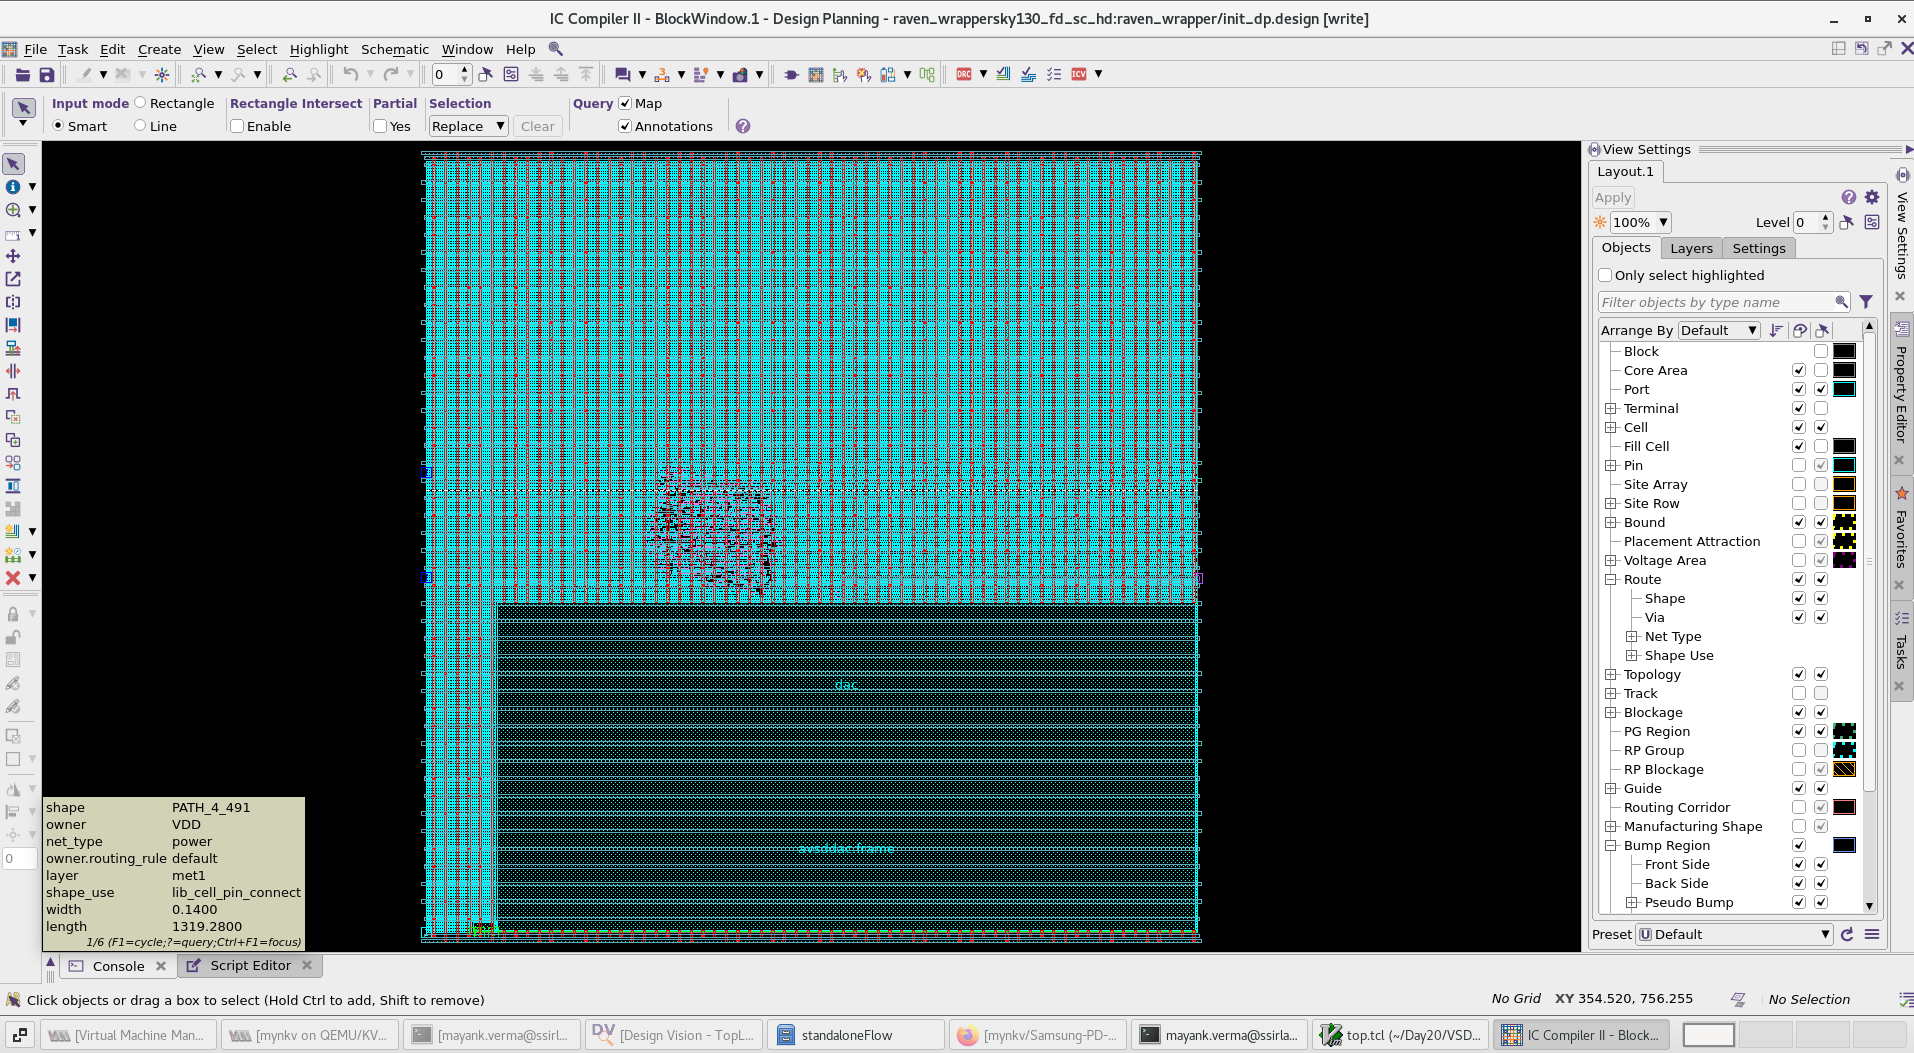 IC Compiler II - BlockWindow.1 - Design Planning - raven_wrappersky130_fd_sc_hd:raven_wrapper/init_dp.design [write]
File Task Edit Create View Select Highlight Schematic Window Help
0
DRC
ICV
Input mode Rectangle Rectangle Intersect Partial Selection Query Map
Smart Line Enable Yes Replace Clear Annotations
View Settings
Layout.1
Apply
100% Level 0
Objects Layers Settings
Only select highlighted
Filter objects by type name
Arrange By Default
Block
Core Area
Port
Terminal
Cell
Fill Cell
Pin
Site Array
Site Row
Bound
Placement Attraction
Voltage Area
Route
Shape
Via
Net Type
Shape Use
Topology
Track
Blockage
PG Region
RP Group
RP Blockage
Guide
Routing Corridor
Manufacturing Shape
Bump Region
Front Side
Back Side
Pseudo Bump
Preset Default
View Settings
Property Editor
Favorites
Tasks
dac
avsddac.frame
0
shape PATH_4_491
owner VDD
net_type power
owner.routing_rule default
layer met1
shape_use lib_cell_pin_connect
width 0.1400
length 1319.2800
1/6 (F1=cycle;?=query;Ctrl+F1=focus)
Console Script Editor
Click objects or drag a box to select (Hold Ctrl to add, Shift to remove)
No Grid XY 354.520, 756.255 No Selection
[Virtual Machine Man... [mynkv on QEMU/KV... [mayank.verma@ssirl... [Design Vision - TopL... standaloneFlow [mynkv/Samsung-PD-... mayank.verma@ssirla... top.tcl (~/Day20/VSD... IC Compiler II - Block...